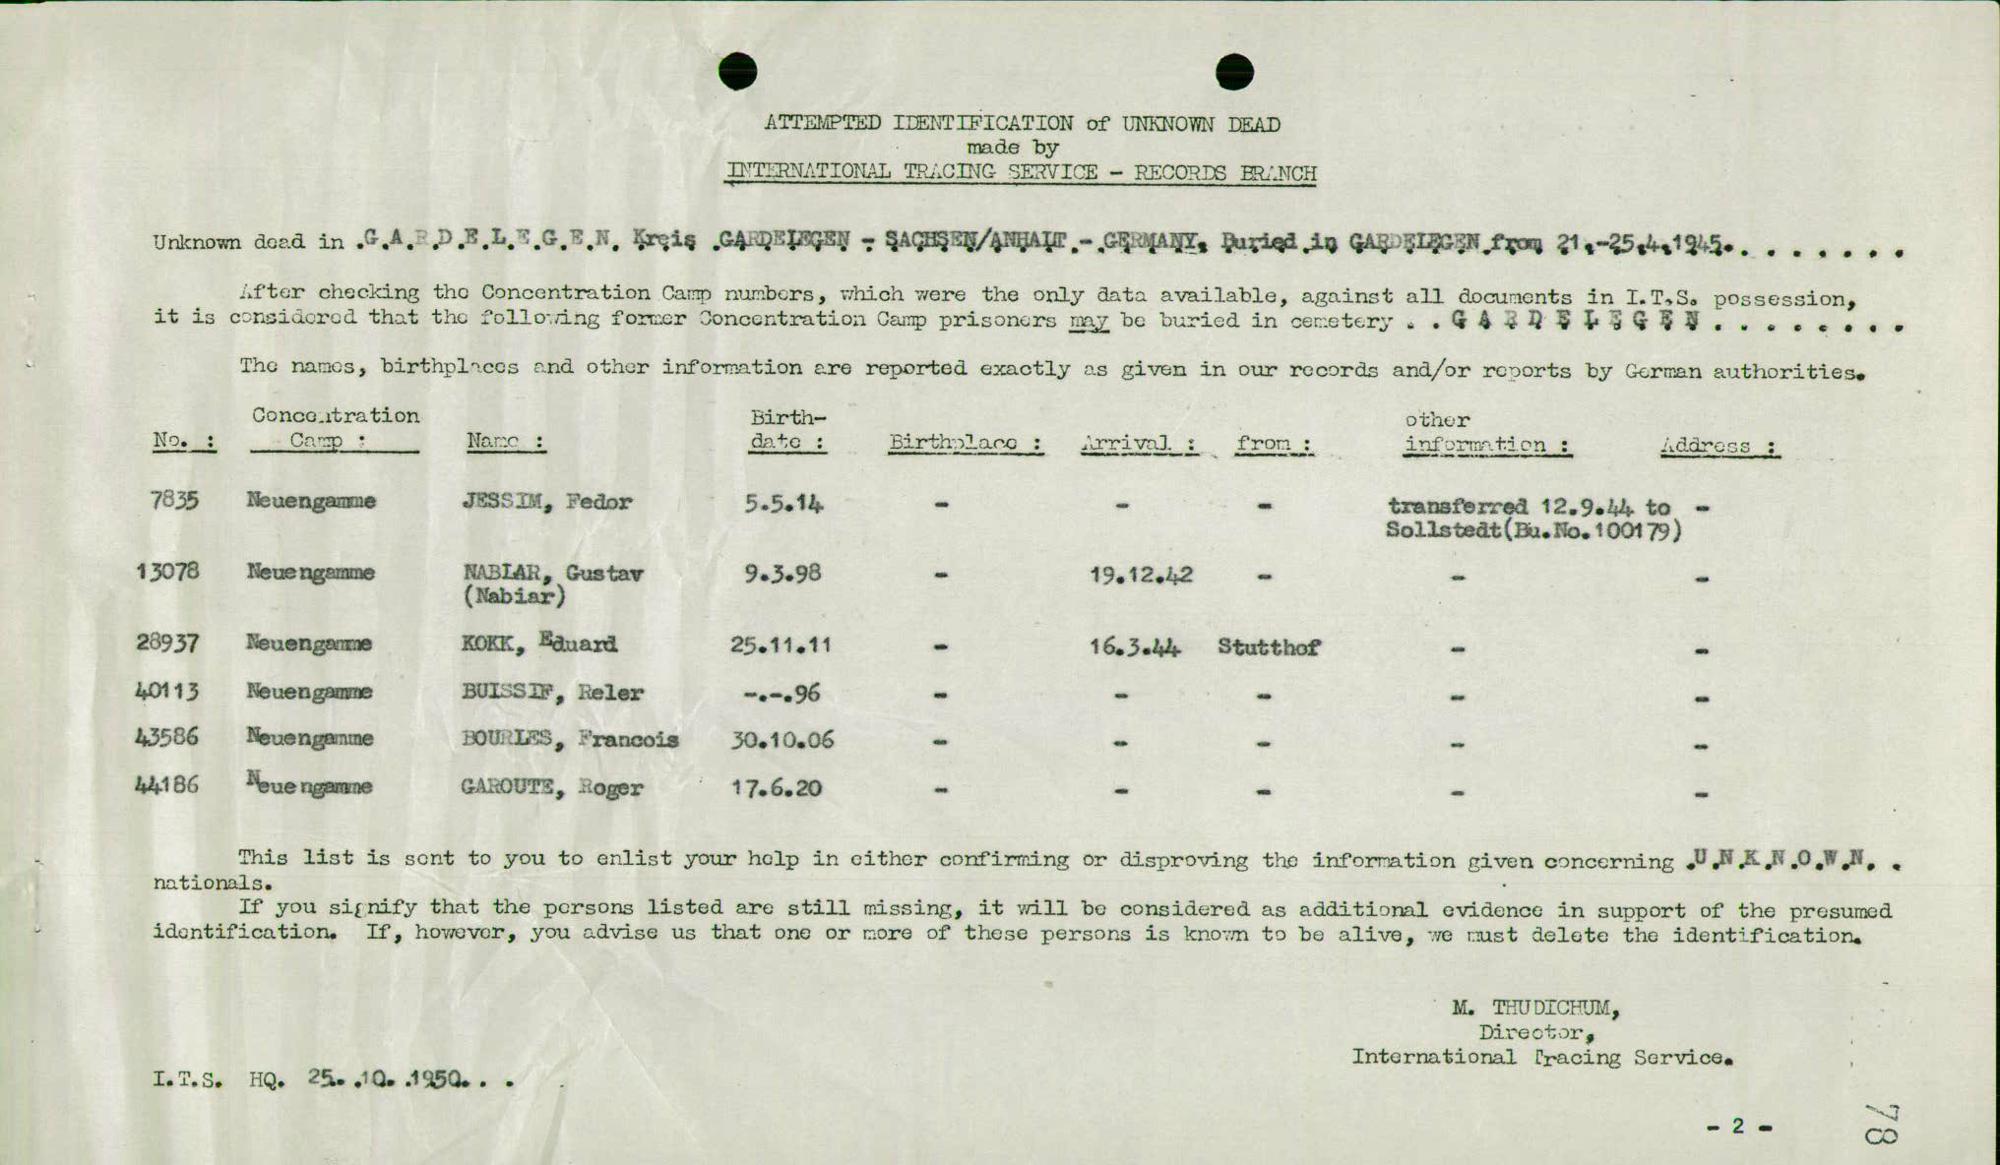 ATTEMPTED IDENTIFICATION of UNKNOWN DEAD
made by
INTERNATIONAL TRACING SERVICE - RECORDS BRANCH
Unknown dead in .G.A.R.D.E.L.E.G.E.N. Kreis GARDELEGEN - SACHSEN/ANHALT - GERMANY, Buried in GARDELEGEN from 21.-25.4.1945. . . . . . . .
After checking the Concentration Camp numbers, which were the only data available, against all documents in I.T.S. possession,
it is considered that the following former Concentration Camp prisoners may be buried in cemetery . . G A R D E L E G E N . . . . . . . .
The names, birthplaces and other information are reported exactly as given in our records and/or reports by German authorities.
No. : Concentration Camp : Name : Birth-date : Birthplace : Arrival : from : other information : Address :
7835 Neuengamme JESSIM, Fedor 5.5.14 - - - transferred 12.9.44 to -
Sollstedt(Bu.No.100179)
13078 Neuengamme NABLAR, Gustav 9.3.98 - 19.12.42 - - -
(Nabiar)
28937 Neuengamme KOKK, Eduard 25.11.11 - 16.3.44 Stutthof - -
40113 Neuengamme BUISSIF, Reler -.-.96 - - - - -
43586 Neuengamme BOURLES, Francois 30.10.06 - - - - -
44186 Neuengamme GAROUTE, Roger 17.6.20 - - - - -
This list is sent to you to enlist your help in either confirming or disproving the information given concerning .U.N.K.N.O.W.N. .
nationals.
If you signify that the persons listed are still missing, it will be considered as additional evidence in support of the presumed
identification. If, however, you advise us that one or more of these persons is known to be alive, we must delete the identification.
M. THUDICHUM,
Director,
International Tracing Service.
I.T.S. HQ. 25. .10. .1950. . .
- 2 -
78